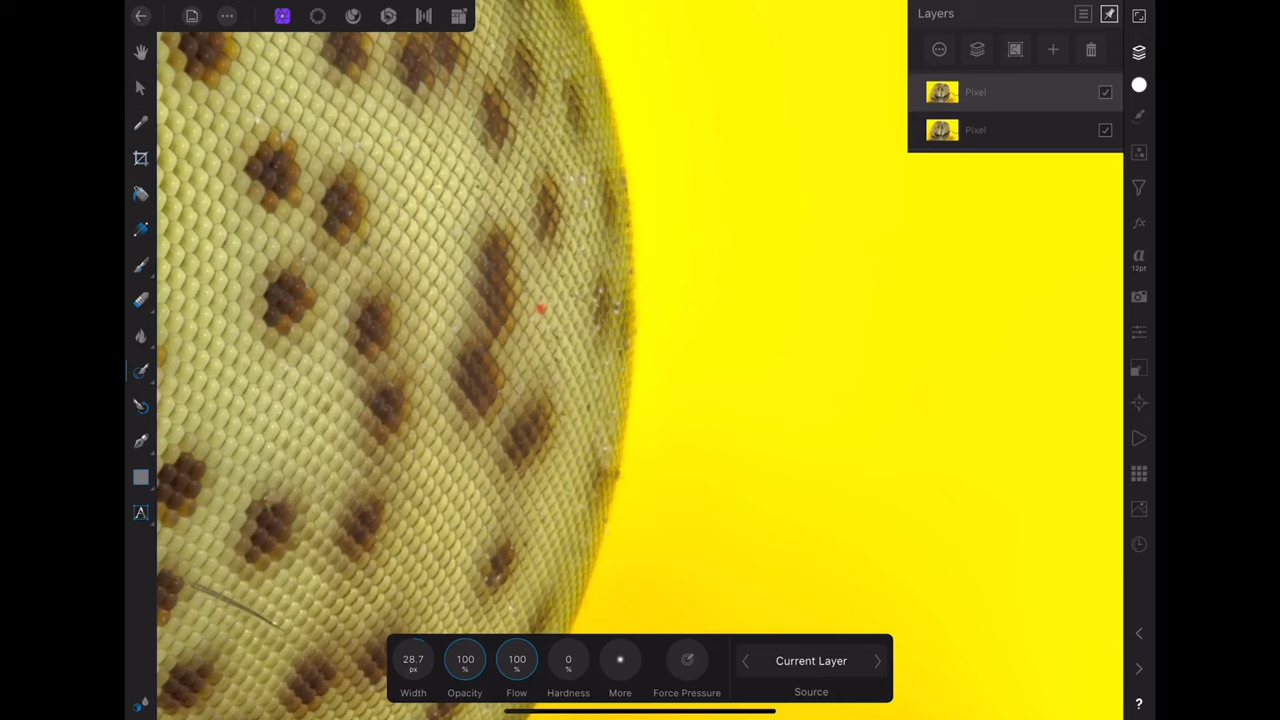 Layers
Pixel
Pixel
A
a
12pt
28.7
px
100
%
100
%
0
%
Current Layer
Width
Opacity
Flow
Hardness
More
Force Pressure
Source
?